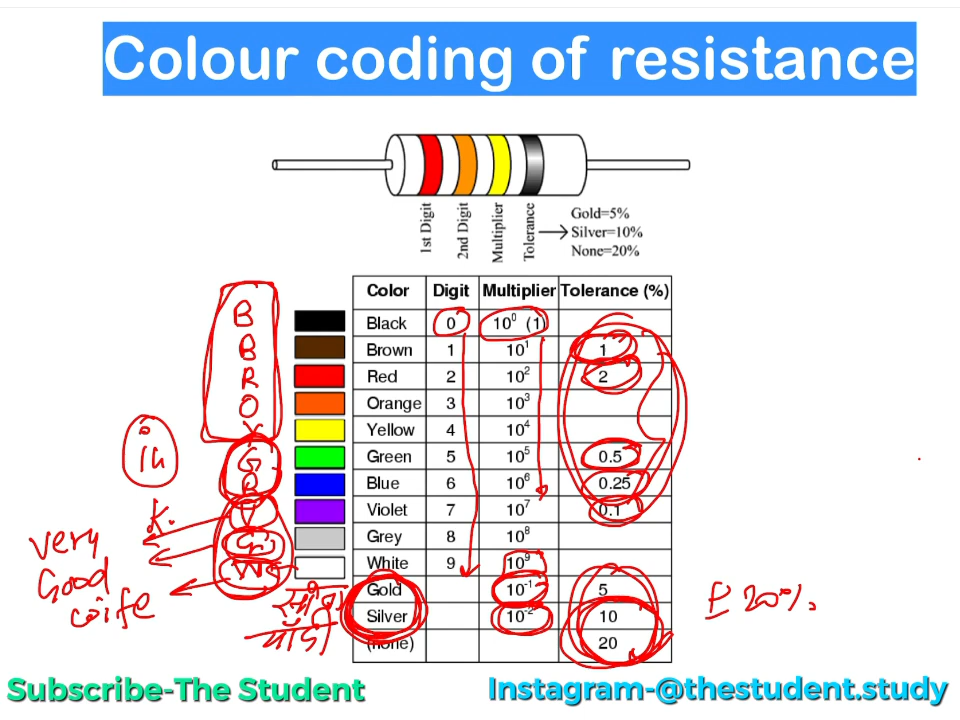 Colour coding of resistance
1st Digit
2nd Digit
Multiplier
Tolerance
Gold=5%
Silver=10%
None=20%
Color Digit Multiplier Tolerance (%)
Black 0 10⁰ (1)
Brown 1 10¹ 1
Red 2 10² 2
Orange 3 10³
Yellow 4 10⁴
Green 5 10⁵ 0.5
Blue 6 10⁶ 0.25
Violet 7 10⁷ 0.1
Grey 8 10⁸
White 9 10⁹
Gold 10⁻¹ 5
Silver 10⁻² 10
(none) 20
B
B
R
O
Y
G
B
V
G
W
very
Good
20%
Subscribe-The Student
Instagram-@thestudent.study